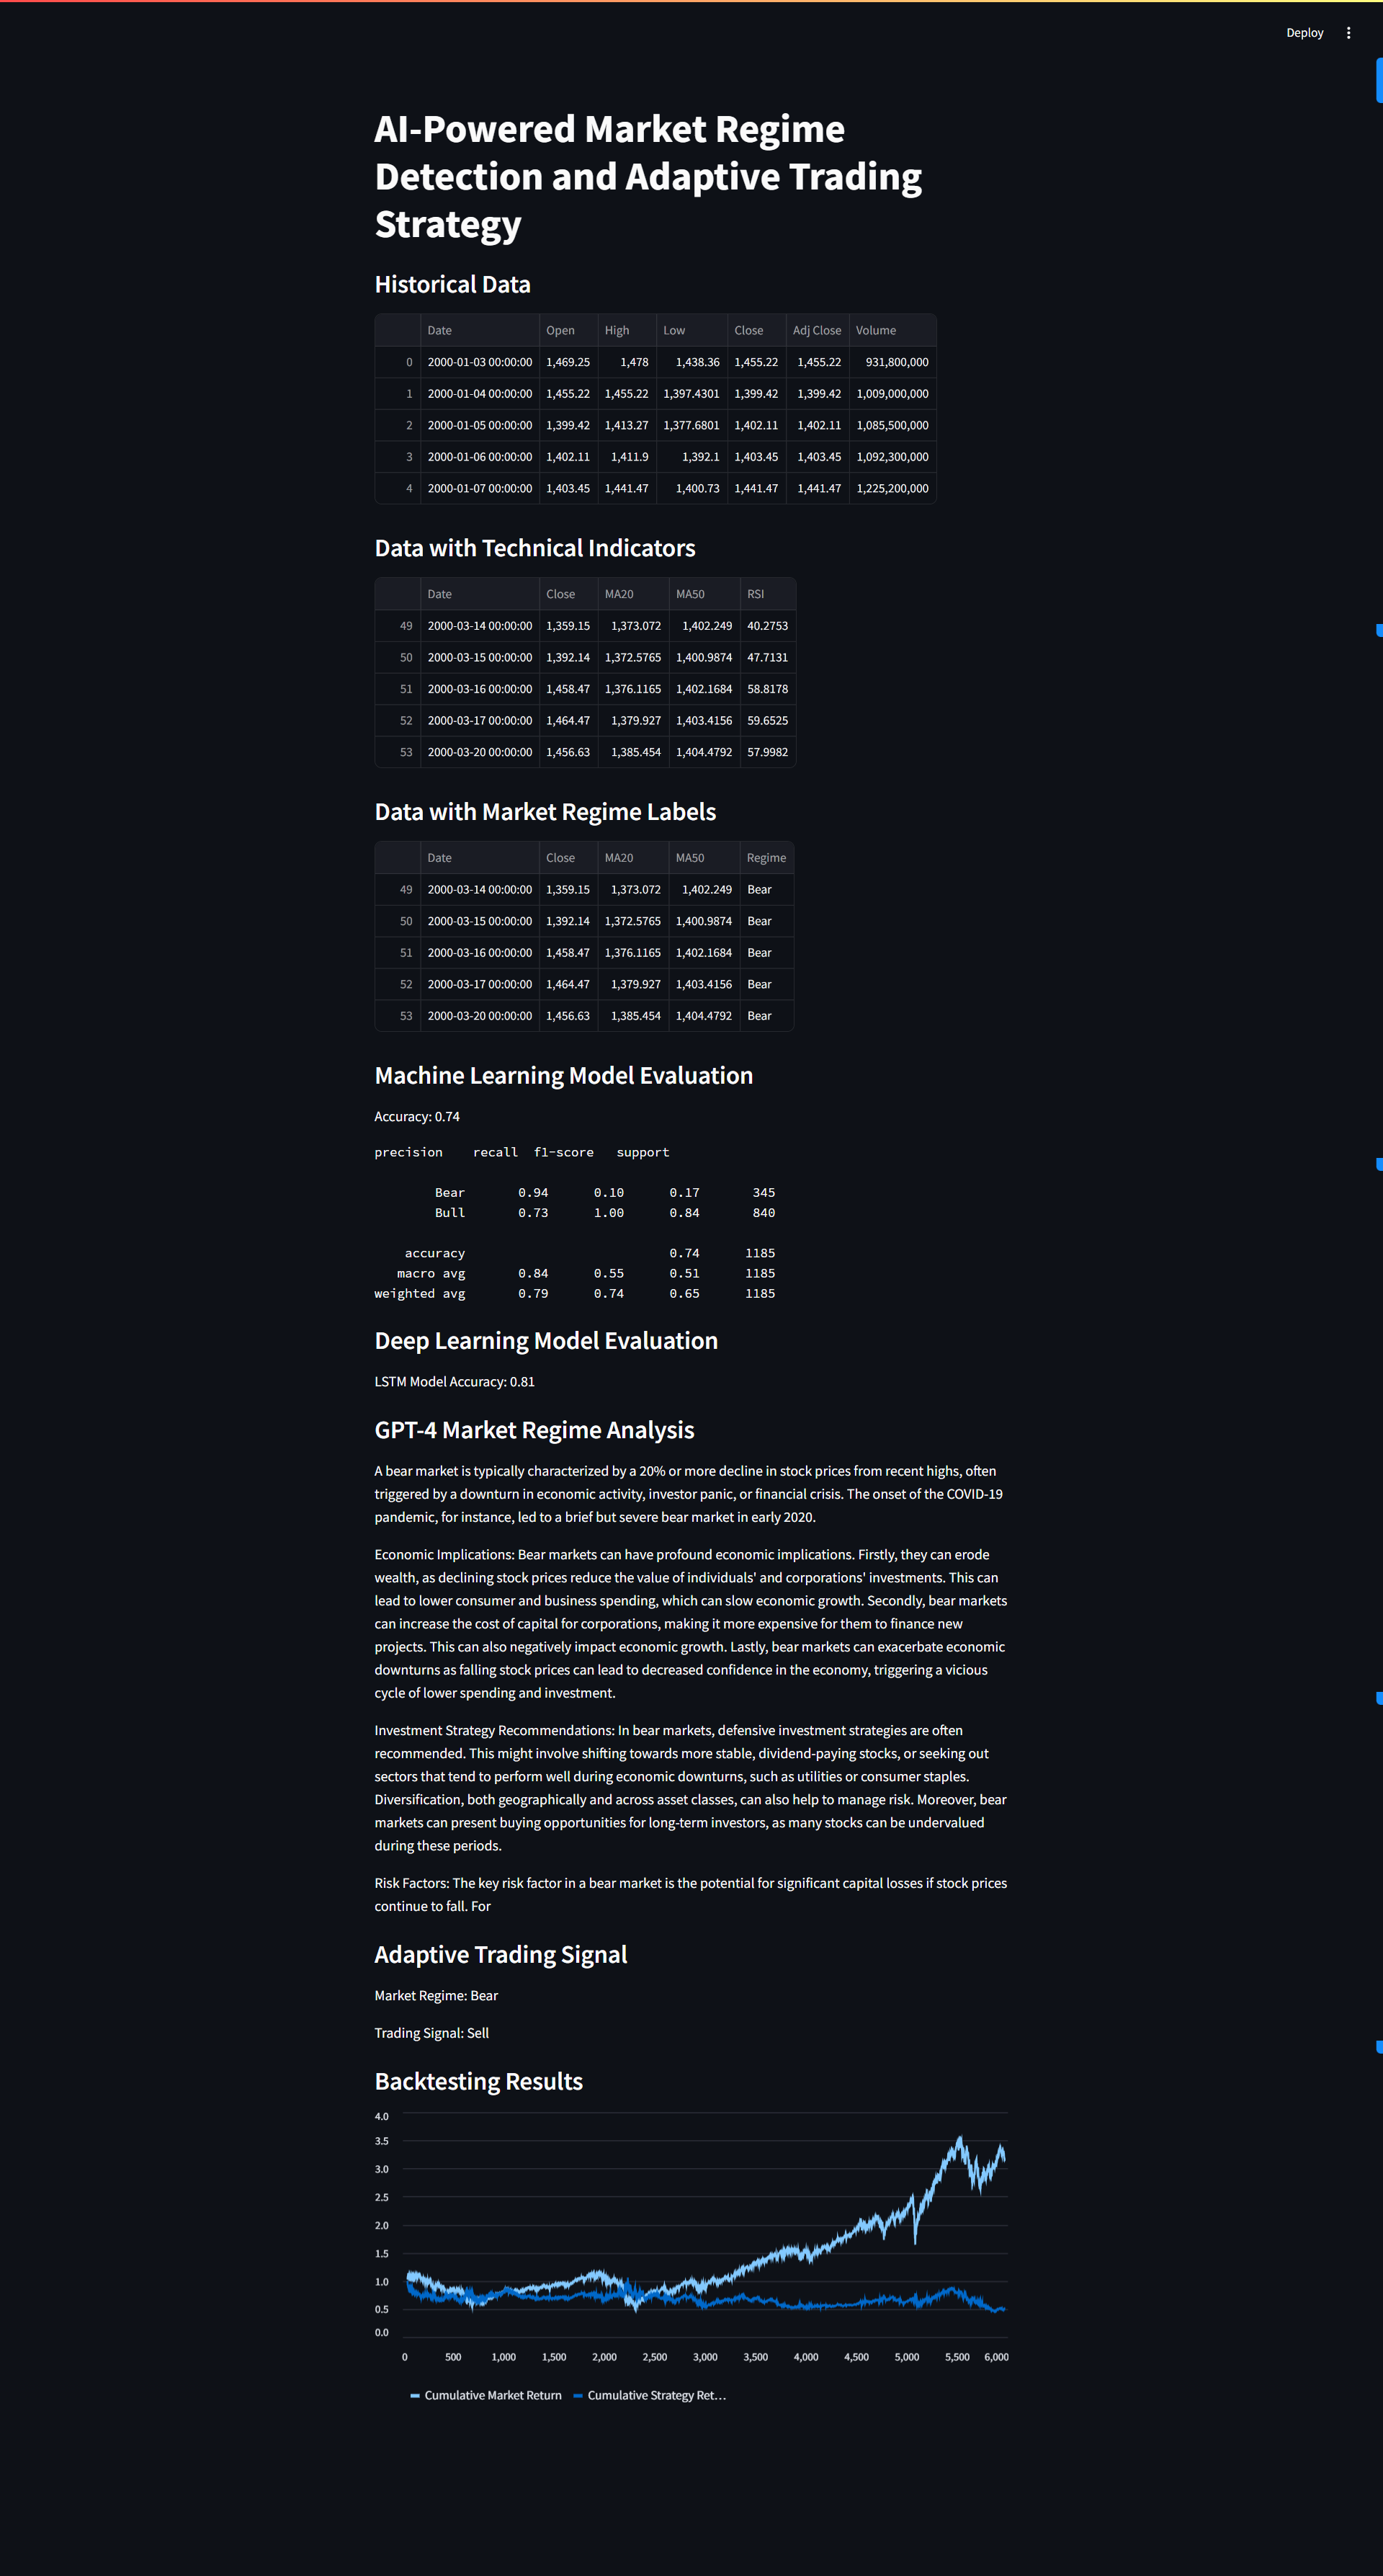 Deploy
AI-Powered Market Regime
Detection and Adaptive Trading
Strategy
Historical Data
Date Open High Low Close Adj Close Volume
0 2000-01-03 00:00:00 1,469.25 1,478 1,438.36 1,455.22 1,455.22 931,800,000
1 2000-01-04 00:00:00 1,455.22 1,455.22 1,397.4301 1,399.42 1,399.42 1,009,000,000
2 2000-01-05 00:00:00 1,399.42 1,413.27 1,377.6801 1,402.11 1,402.11 1,085,500,000
3 2000-01-06 00:00:00 1,402.11 1,411.9 1,392.1 1,403.45 1,403.45 1,092,300,000
4 2000-01-07 00:00:00 1,403.45 1,441.47 1,400.73 1,441.47 1,441.47 1,225,200,000
Data with Technical Indicators
Date Close MA20 MA50 RSI
49 2000-03-14 00:00:00 1,359.15 1,373.072 1,402.249 40.2753
50 2000-03-15 00:00:00 1,392.14 1,372.5765 1,400.9874 47.7131
51 2000-03-16 00:00:00 1,458.47 1,376.1165 1,402.1684 58.8178
52 2000-03-17 00:00:00 1,464.47 1,379.927 1,403.4156 59.6525
53 2000-03-20 00:00:00 1,456.63 1,385.454 1,404.4792 57.9982
Data with Market Regime Labels
Date Close MA20 MA50 Regime
49 2000-03-14 00:00:00 1,359.15 1,373.072 1,402.249 Bear
50 2000-03-15 00:00:00 1,392.14 1,372.5765 1,400.9874 Bear
51 2000-03-16 00:00:00 1,458.47 1,376.1165 1,402.1684 Bear
52 2000-03-17 00:00:00 1,464.47 1,379.927 1,403.4156 Bear
53 2000-03-20 00:00:00 1,456.63 1,385.454 1,404.4792 Bear
Machine Learning Model Evaluation
Accuracy: 0.74
precision recall f1-score support
Bear 0.94 0.10 0.17 345
Bull 0.73 1.00 0.84 840
accuracy 0.74 1185
macro avg 0.84 0.55 0.51 1185
weighted avg 0.79 0.74 0.65 1185
Deep Learning Model Evaluation
LSTM Model Accuracy: 0.81
GPT-4 Market Regime Analysis
A bear market is typically characterized by a 20% or more decline in stock prices from recent highs, often
triggered by a downturn in economic activity, investor panic, or financial crisis. The onset of the COVID-19
pandemic, for instance, led to a brief but severe bear market in early 2020.
Economic Implications: Bear markets can have profound economic implications. Firstly, they can erode
wealth, as declining stock prices reduce the value of individuals' and corporations' investments. This can
lead to lower consumer and business spending, which can slow economic growth. Secondly, bear markets
can increase the cost of capital for corporations, making it more expensive for them to finance new
projects. This can also negatively impact economic growth. Lastly, bear markets can exacerbate economic
downturns as falling stock prices can lead to decreased confidence in the economy, triggering a vicious
cycle of lower spending and investment.
Investment Strategy Recommendations: In bear markets, defensive investment strategies are often
recommended. This might involve shifting towards more stable, dividend-paying stocks, or seeking out
sectors that tend to perform well during economic downturns, such as utilities or consumer staples.
Diversification, both geographically and across asset classes, can also help to manage risk. Moreover, bear
markets can present buying opportunities for long-term investors, as many stocks can be undervalued
during these periods.
Risk Factors: The key risk factor in a bear market is the potential for significant capital losses if stock prices
continue to fall. For
Adaptive Trading Signal
Market Regime: Bear
Trading Signal: Sell
Backtesting Results
4.0
3.5
3.0
2.5
2.0
1.5
1.0
0.5
0.0
0 500 1,000 1,500 2,000 2,500 3,000 3,500 4,000 4,500 5,000 5,500 6,000
Cumulative Market Return Cumulative Strategy Ret…